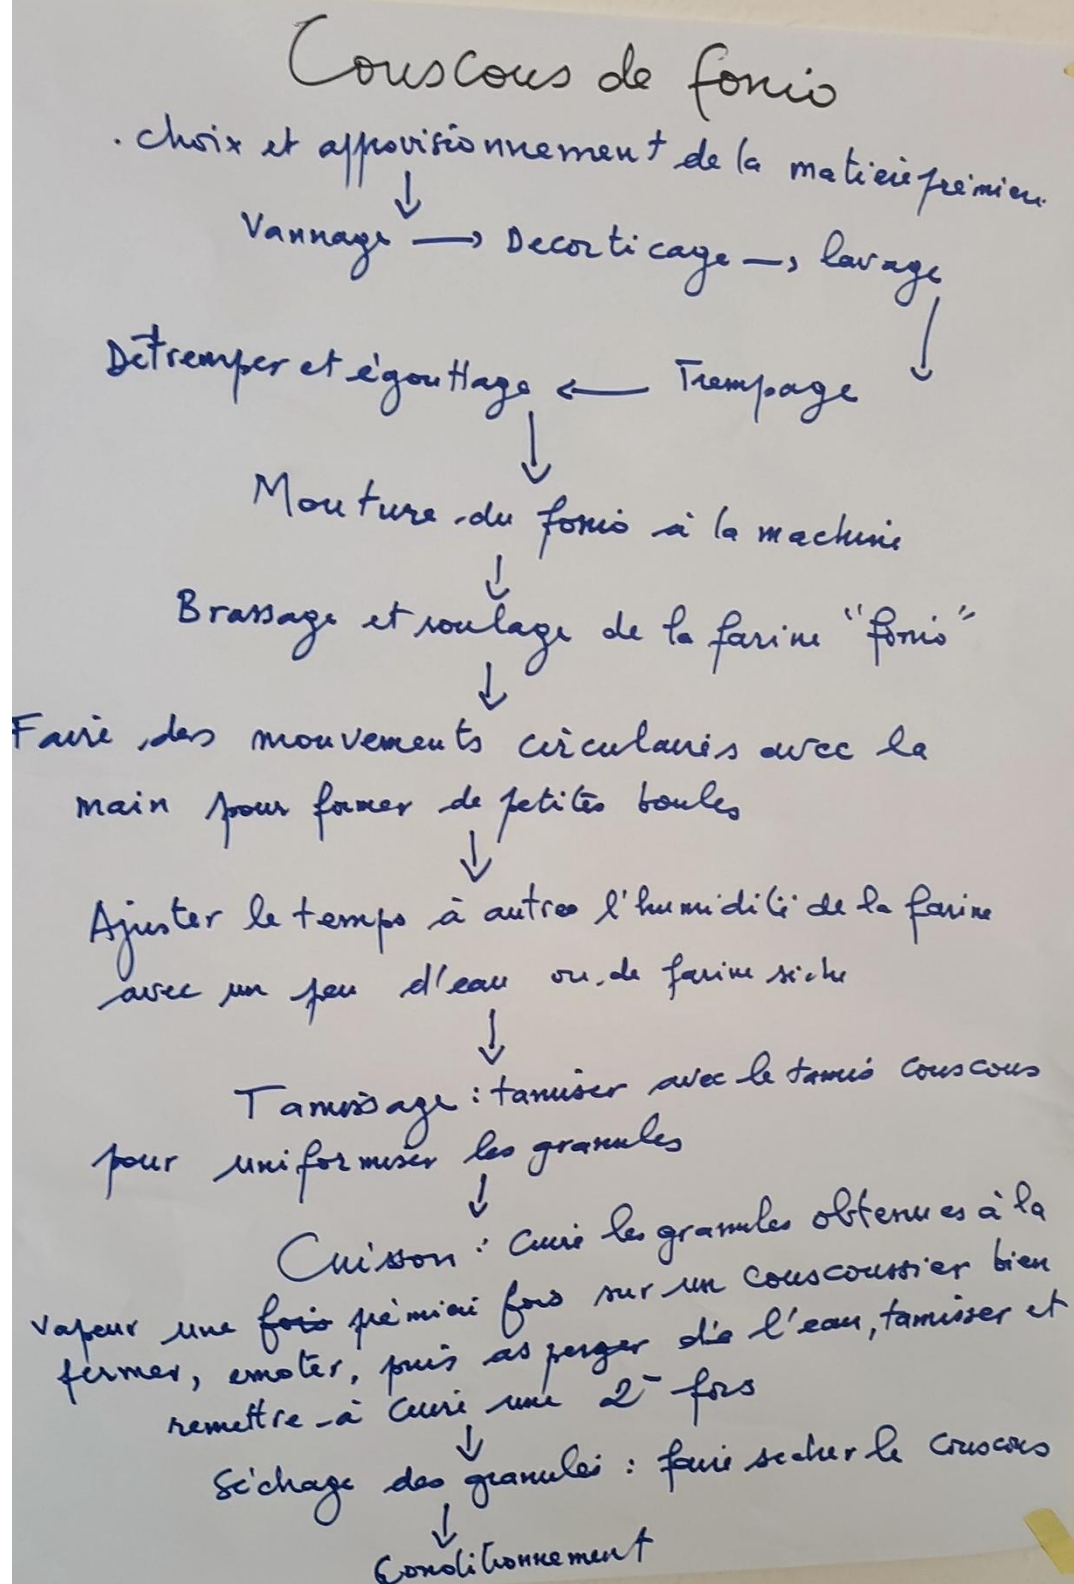 Couscous de fonio
. choix et approvisionnement de la matière première
↓
Vannage → Decorticage → lavage
↓
Détremper et égouttage ← Trempage
↓
Mouture du fonio à la machine
↓
Brassage et roulage de la farine "fonio"
↓
Faire des mouvements circulaires avec la
main pour former de petites boules
↓
Ajuster le temps à autres l'humidité de la farine
avec un peu d'eau ou de farine sèche
↓
Tamissage : tamiser avec le tamis couscous
pour uniformiser les granules
↓
Cuisson : Cuire les granules obtenues à la
vapeur une fois première fois sur un couscoussier bien
fermer, emoter, puis asperger de l'eau, tamisser et
remettre à cuire une 2e fois
↓
Séchage des granules : faire secher le couscous
↓
Conditionnement